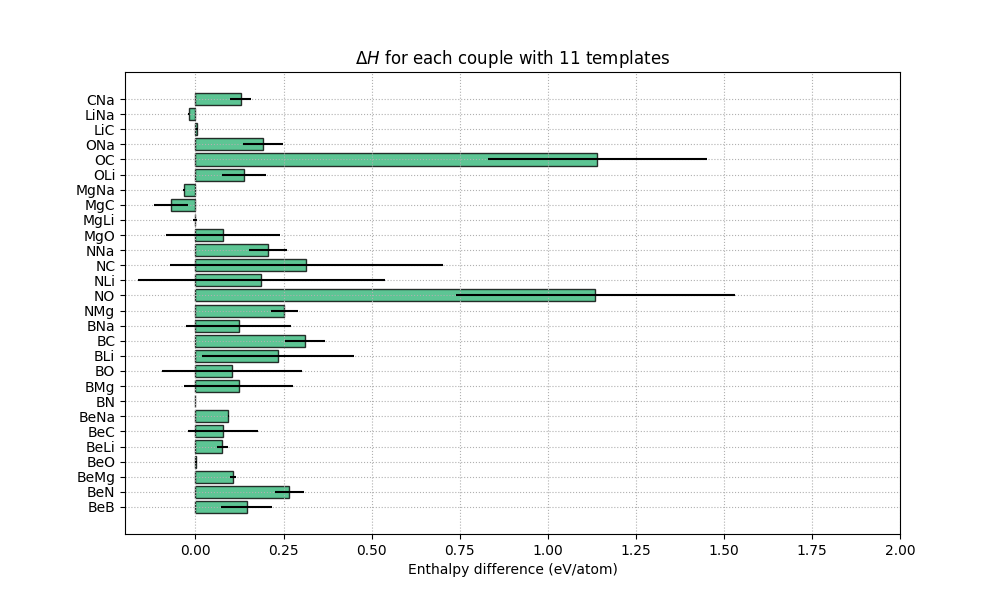 ΔH for each couple with 11 templates
CNa
LiNa
LiC
ONa
OC
OLi
MgNa
MgC
MgLi
MgO
NNa
NC
NLi
NO
NMg
BNa
BC
BLi
BO
BMg
BN
BeNa
BeC
BeLi
BeO
BeMg
BeN
BeB
0.00 0.25 0.50 0.75 1.00 1.25 1.50 1.75 2.00
Enthalpy difference (eV/atom)